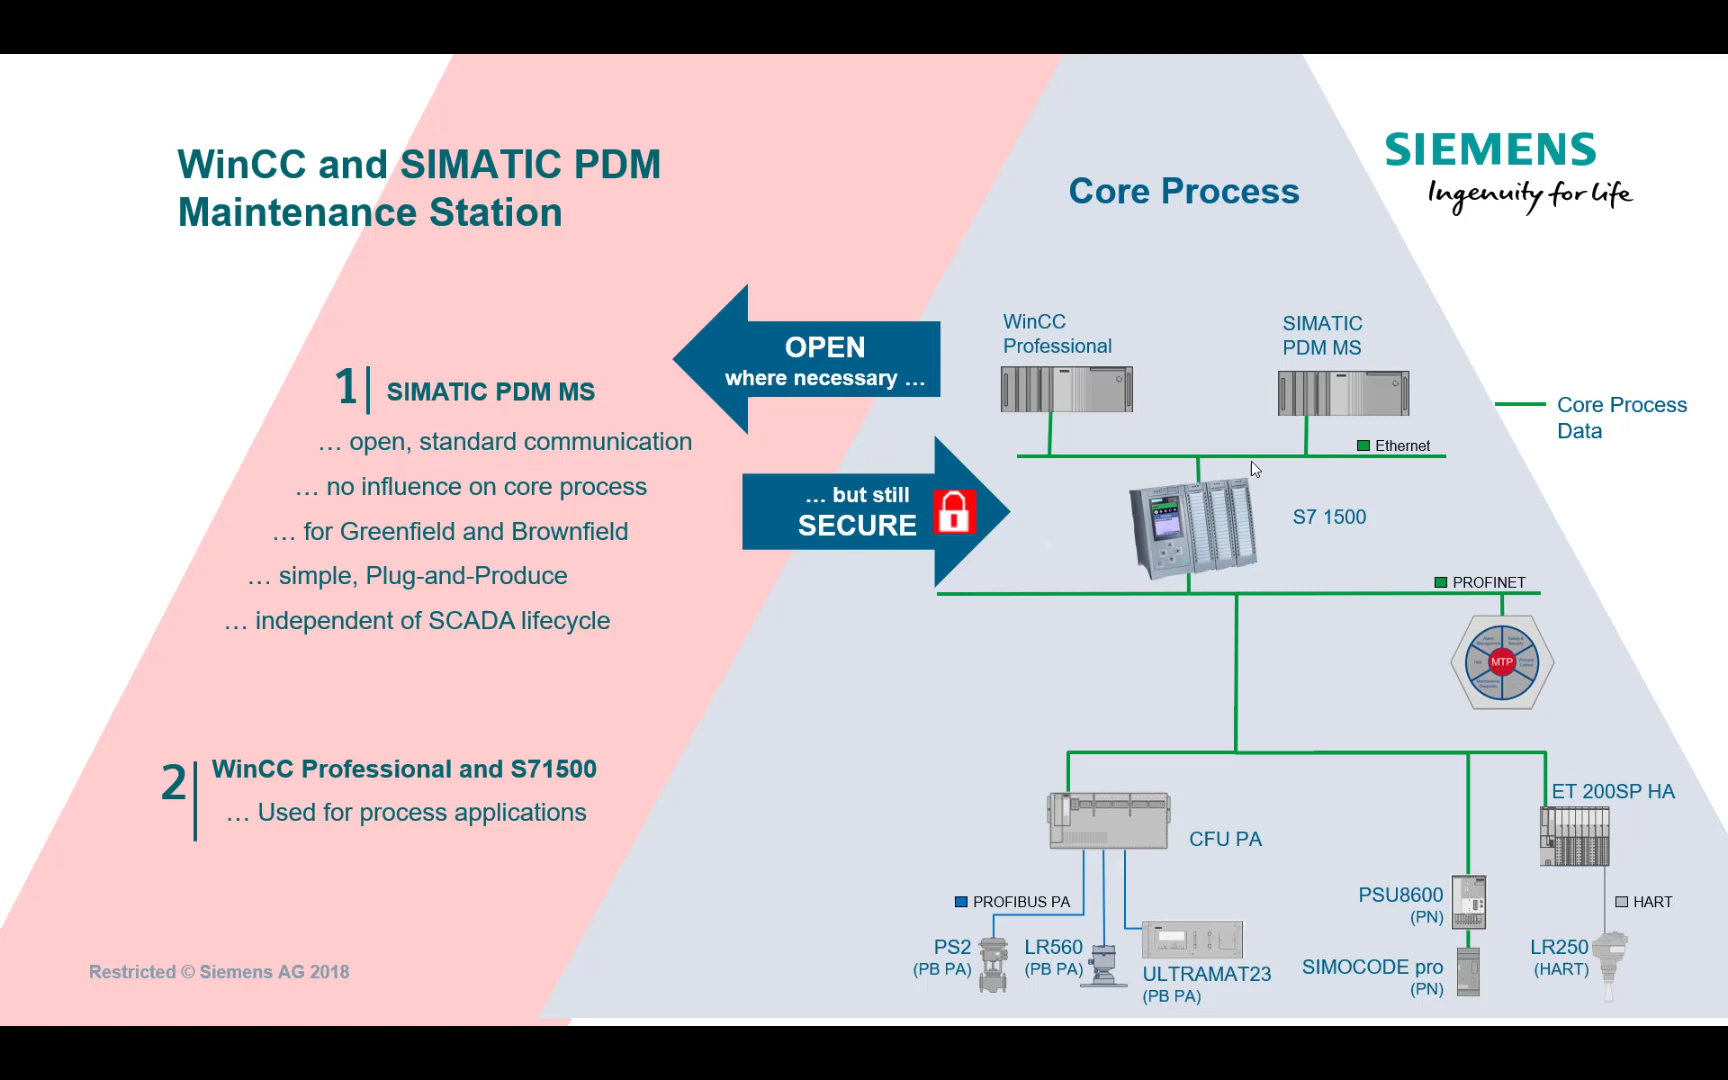 WinCC and SIMATIC PDM
Maintenance Station
Core Process
SIEMENS
Ingenuity for life
OPEN
where necessary ...
... but still
SECURE
1
SIMATIC PDM MS
... open, standard communication
... no influence on core process
... for Greenfield and Brownfield
... simple, Plug-and-Produce
... independent of SCADA lifecycle
2
WinCC Professional and S71500
... Used for process applications
Restricted © Siemens AG 2018
WinCC
Professional
SIMATIC
PDM MS
Core Process
Data
Ethernet
S7 1500
PROFINET
MTP
ET 200SP HA
CFU PA
PROFIBUS PA
PSU8600
(PN)
HART
PS2
(PB PA)
LR560
(PB PA)
ULTRAMAT23
(PB PA)
SIMOCODE pro
(PN)
LR250
(HART)